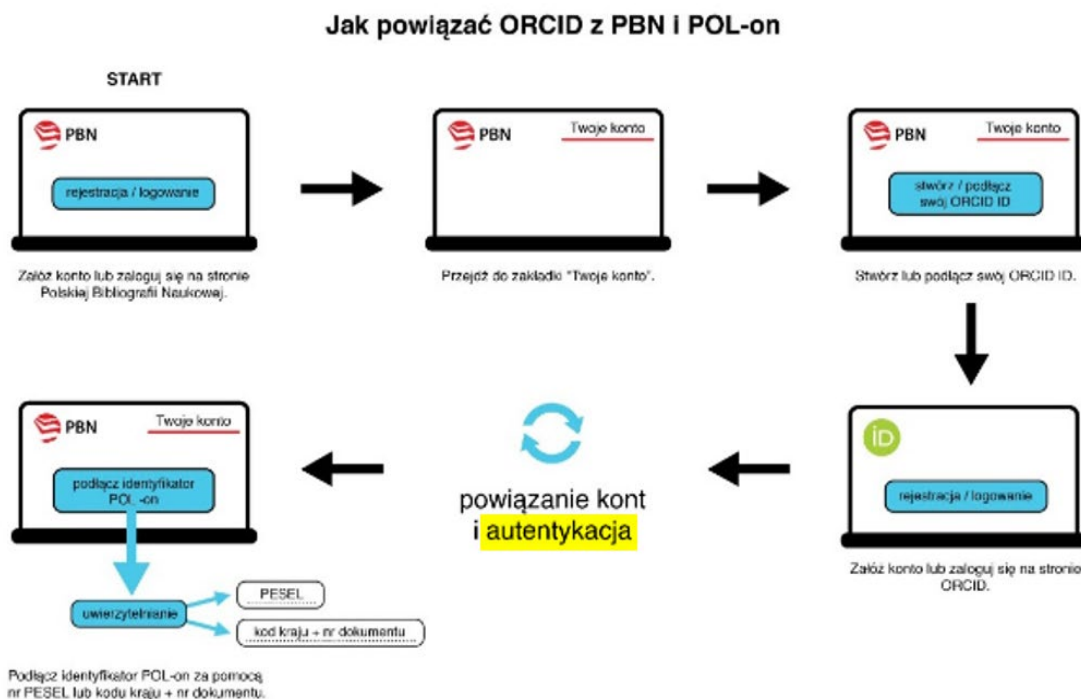 Jak powiązać ORCID z PBN i POL-on
START
PBN
rejestracja / logowanie
Załóż konto lub zaloguj się na stronie
Polskiej Bibliografii Naukowej.
PBN
Twoje konto
Przejdź do zakładki "Twoje konto".
PBN
Twoje konto
stwórz / podłącz
swój ORCID ID
Stwórz lub podłącz swój ORCID ID.
iD
rejestracja / logowanie
Załóż konto lub zaloguj się na stronie
ORCID.
powiązanie kont
i autentykacja
PBN
Twoje konto
podłącz identyfikator
POL -on
uwierzytelnianie
PESEL
kod kraju + nr dokumentu
Podłącz identyfikator POL-on za pomocą
nr PESEL lub kodu kraju + nr dokumentu.